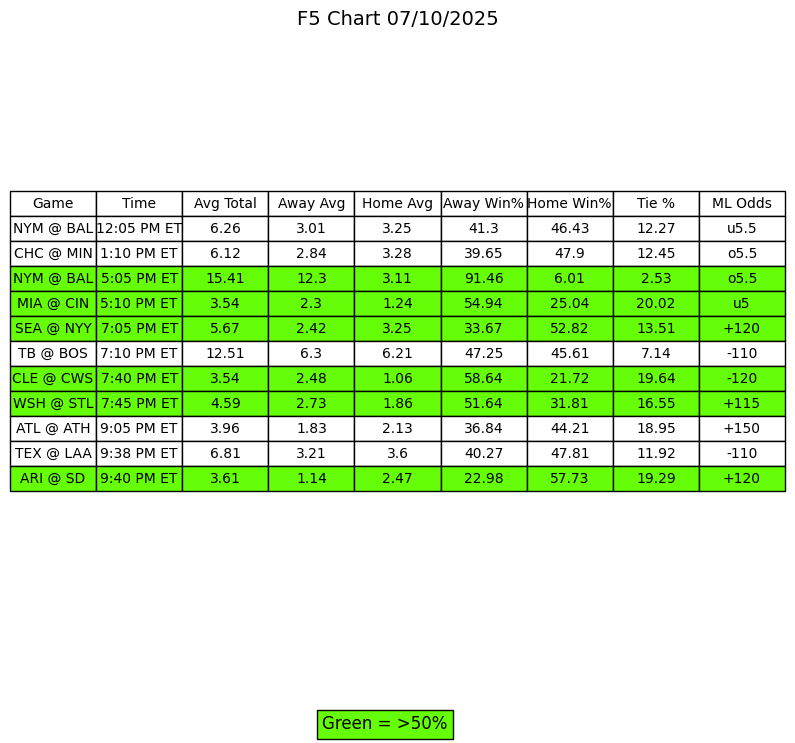 F5 Chart 07/10/2025
Game Time Avg Total Away Avg Home Avg Away Win% Home Win% Tie % ML Odds
NYM @ BAL 12:05 PM ET 6.26 3.01 3.25 41.3 46.43 12.27 u5.5
CHC @ MIN 1:10 PM ET 6.12 2.84 3.28 39.65 47.9 12.45 o5.5
NYM @ BAL 5:05 PM ET 15.41 12.3 3.11 91.46 6.01 2.53 o5.5
MIA @ CIN 5:10 PM ET 3.54 2.3 1.24 54.94 25.04 20.02 u5
SEA @ NYY 7:05 PM ET 5.67 2.42 3.25 33.67 52.82 13.51 +120
TB @ BOS 7:10 PM ET 12.51 6.3 6.21 47.25 45.61 7.14 -110
CLE @ CWS 7:40 PM ET 3.54 2.48 1.06 58.64 21.72 19.64 -120
WSH @ STL 7:45 PM ET 4.59 2.73 1.86 51.64 31.81 16.55 +115
ATL @ ATH 9:05 PM ET 3.96 1.83 2.13 36.84 44.21 18.95 +150
TEX @ LAA 9:38 PM ET 6.81 3.21 3.6 40.27 47.81 11.92 -110
ARI @ SD 9:40 PM ET 3.61 1.14 2.47 22.98 57.73 19.29 +120
Green = >50%